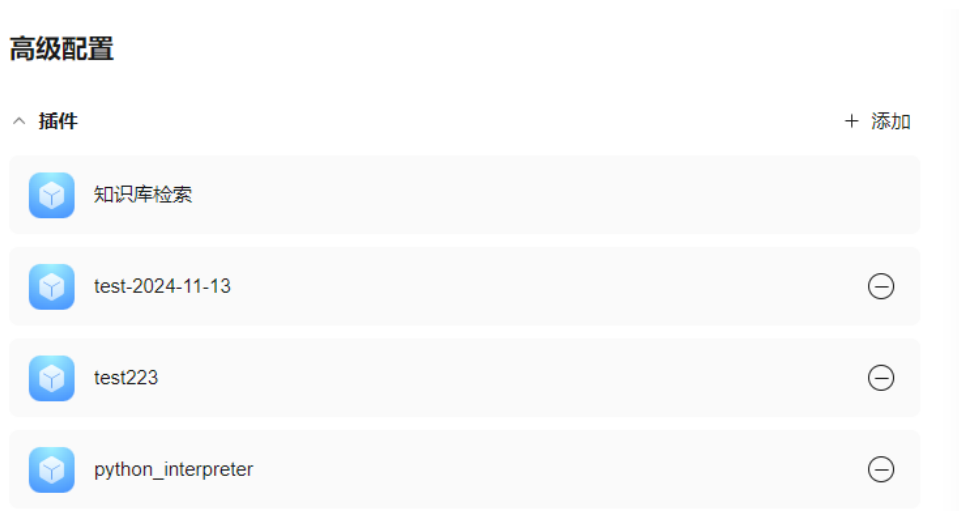 高级配置
插件
+ 添加
知识库检索
test-2024-11-13
test223
python_interpreter